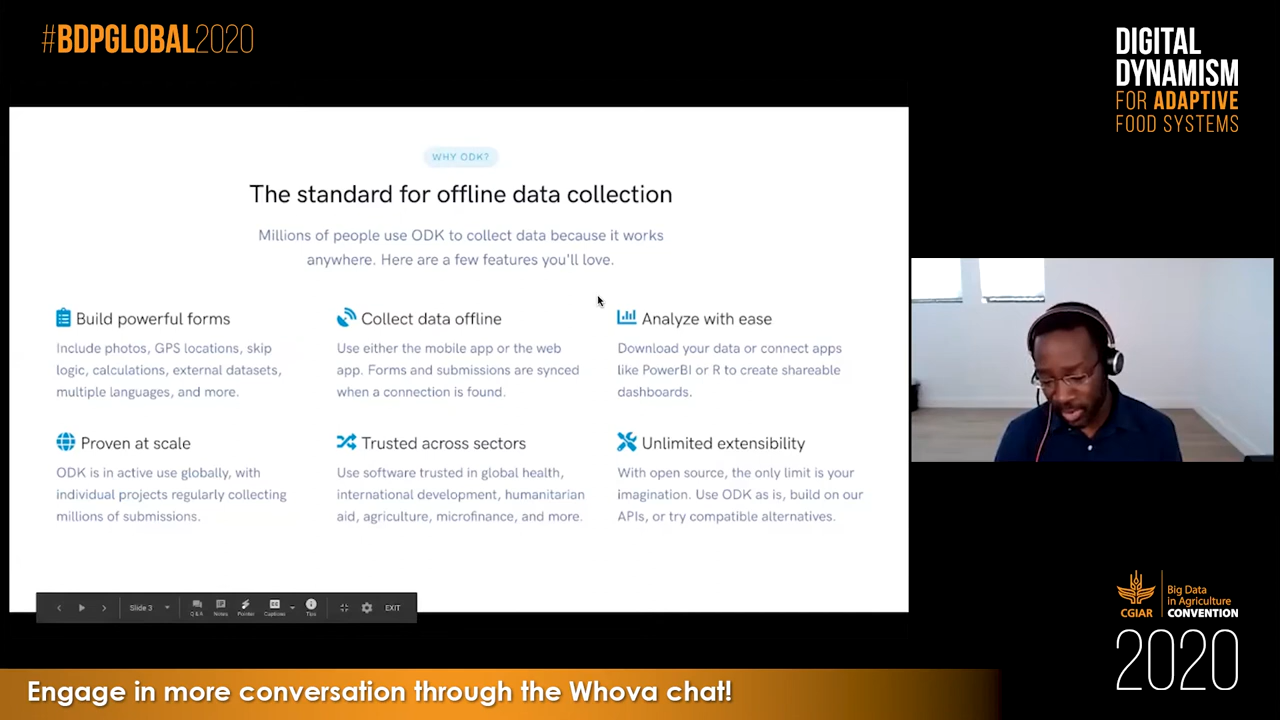 #BDPGLOBAL2020
DIGITAL
DYNAMISM
FOR ADAPTIVE
FOOD SYSTEMS
WHY ODK?
The standard for offline data collection
Millions of people use ODK to collect data because it works
anywhere. Here are a few features you'll love.
Build powerful forms
Include photos, GPS locations, skip
logic, calculations, external datasets,
multiple languages, and more.
Collect data offline
Use either the mobile app or the web
app. Forms and submissions are synced
when a connection is found.
Analyze with ease
Download your data or connect apps
like PowerBI or R to create shareable
dashboards.
Proven at scale
ODK is in active use globally, with
individual projects regularly collecting
millions of submissions.
Trusted across sectors
Use software trusted in global health,
international development, humanitarian
aid, agriculture, microfinance, and more.
Unlimited extensibility
With open source, the only limit is your
imagination. Use ODK as is, build on our
APIs, or try compatible alternatives.
Slide 3
Q&A
Notes
Pointer
CC
Captions
Tips
EXIT
CGIAR
Big Data
in Agriculture
CONVENTION
2020
Engage in more conversation through the Whova chat!